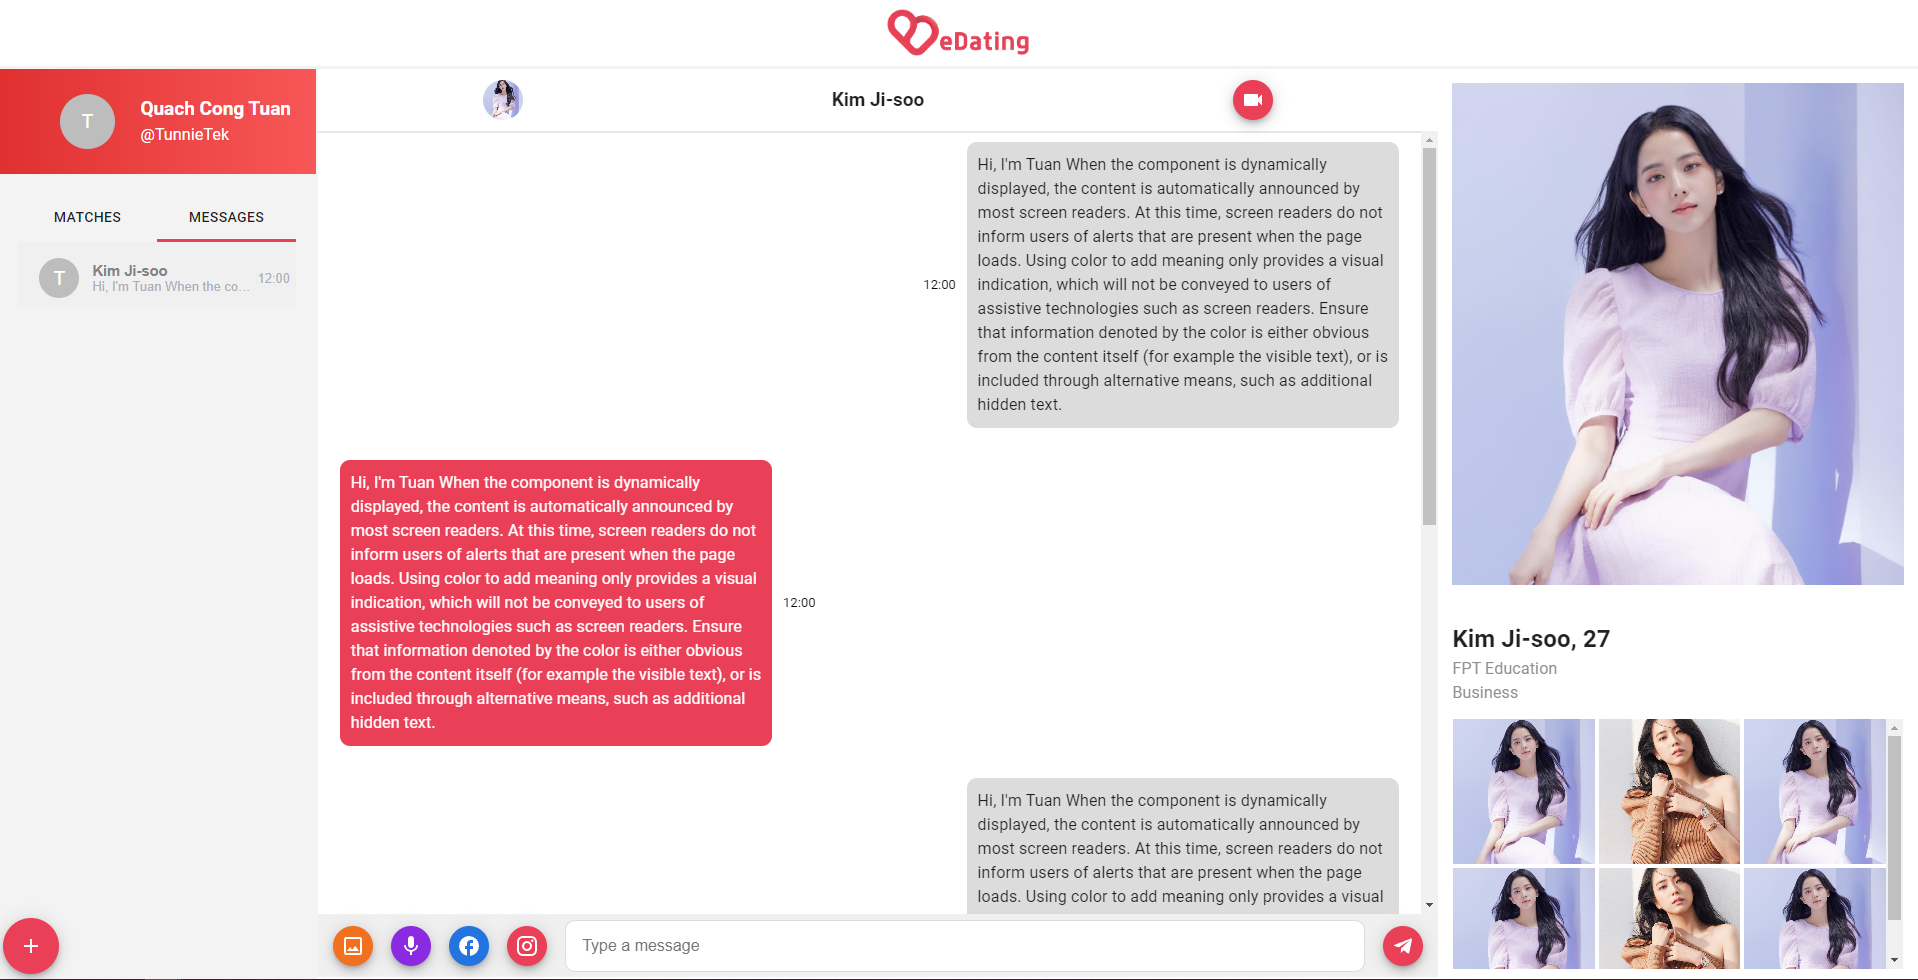 eDating
T
Quach Cong Tuan
@TunnieTek
MATCHES
MESSAGES
T
Kim Ji-soo
Hi, I'm Tuan When the co...
12:00
Kim Ji-soo
Hi, I'm Tuan When the component is dynamically
displayed, the content is automatically announced by
most screen readers. At this time, screen readers do not
inform users of alerts that are present when the page
loads. Using color to add meaning only provides a visual
indication, which will not be conveyed to users of
assistive technologies such as screen readers. Ensure
that information denoted by the color is either obvious
from the content itself (for example the visible text), or is
included through alternative means, such as additional
hidden text.
12:00
Hi, I'm Tuan When the component is dynamically
displayed, the content is automatically announced by
most screen readers. At this time, screen readers do not
inform users of alerts that are present when the page
loads. Using color to add meaning only provides a visual
indication, which will not be conveyed to users of
assistive technologies such as screen readers. Ensure
that information denoted by the color is either obvious
from the content itself (for example the visible text), or is
included through alternative means, such as additional
hidden text.
12:00
Hi, I'm Tuan When the component is dynamically
displayed, the content is automatically announced by
most screen readers. At this time, screen readers do not
inform users of alerts that are present when the page
loads. Using color to add meaning only provides a visual
Type a message
Kim Ji-soo, 27
FPT Education
Business